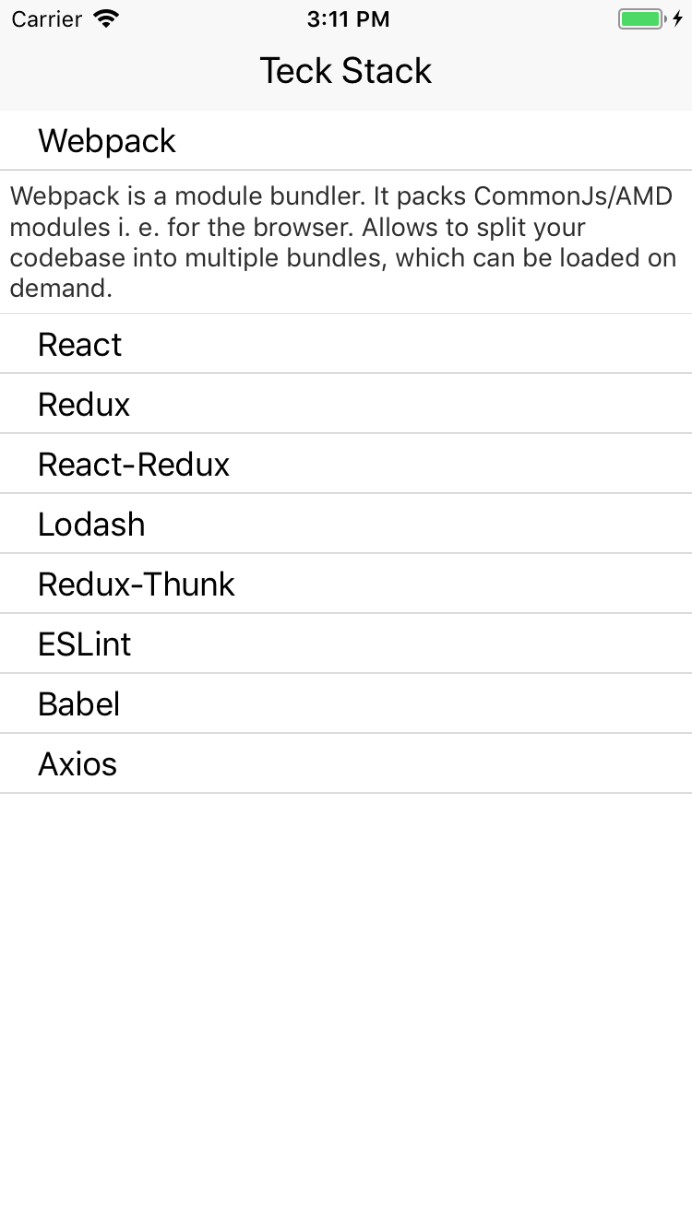 Carrier 3:11 PM
Teck Stack
Webpack
Webpack is a module bundler. It packs CommonJs/AMD
modules i. e. for the browser. Allows to split your
codebase into multiple bundles, which can be loaded on
demand.
React
Redux
React-Redux
Lodash
Redux-Thunk
ESLint
Babel
Axios